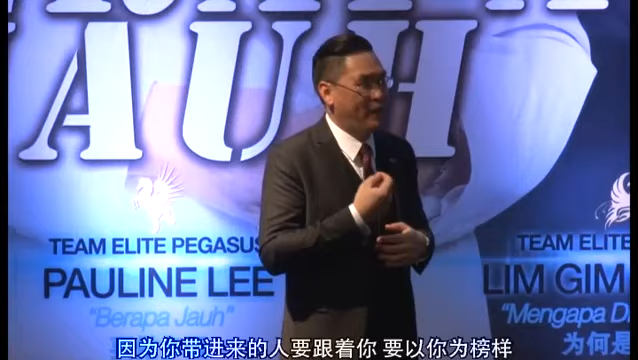 AUH
TEAM ELITE PEGASUS
PAULINE LEE
"Berapa Jauh"
TEAM ELITE
LIM GIM
"Mengapa D
为何是
因为你带进来的人要跟着你 要以你为榜样